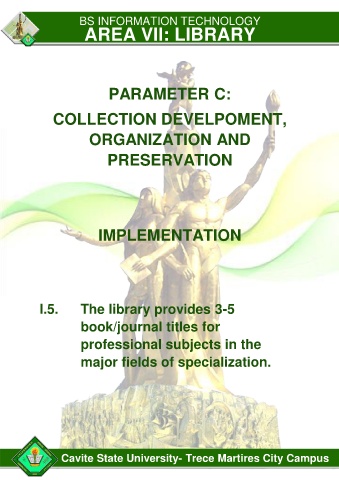 BS INFORMATION TECHNOLOGY
AREA VII: LIBRARY
PARAMETER C:
COLLECTION DEVELPOMENT,
ORGANIZATION AND
PRESERVATION
IMPLEMENTATION
I.5. The library provides 3-5
book/journal titles for
professional subjects in the
major fields of specialization.
Cavite State University- Trece Martires City Campus